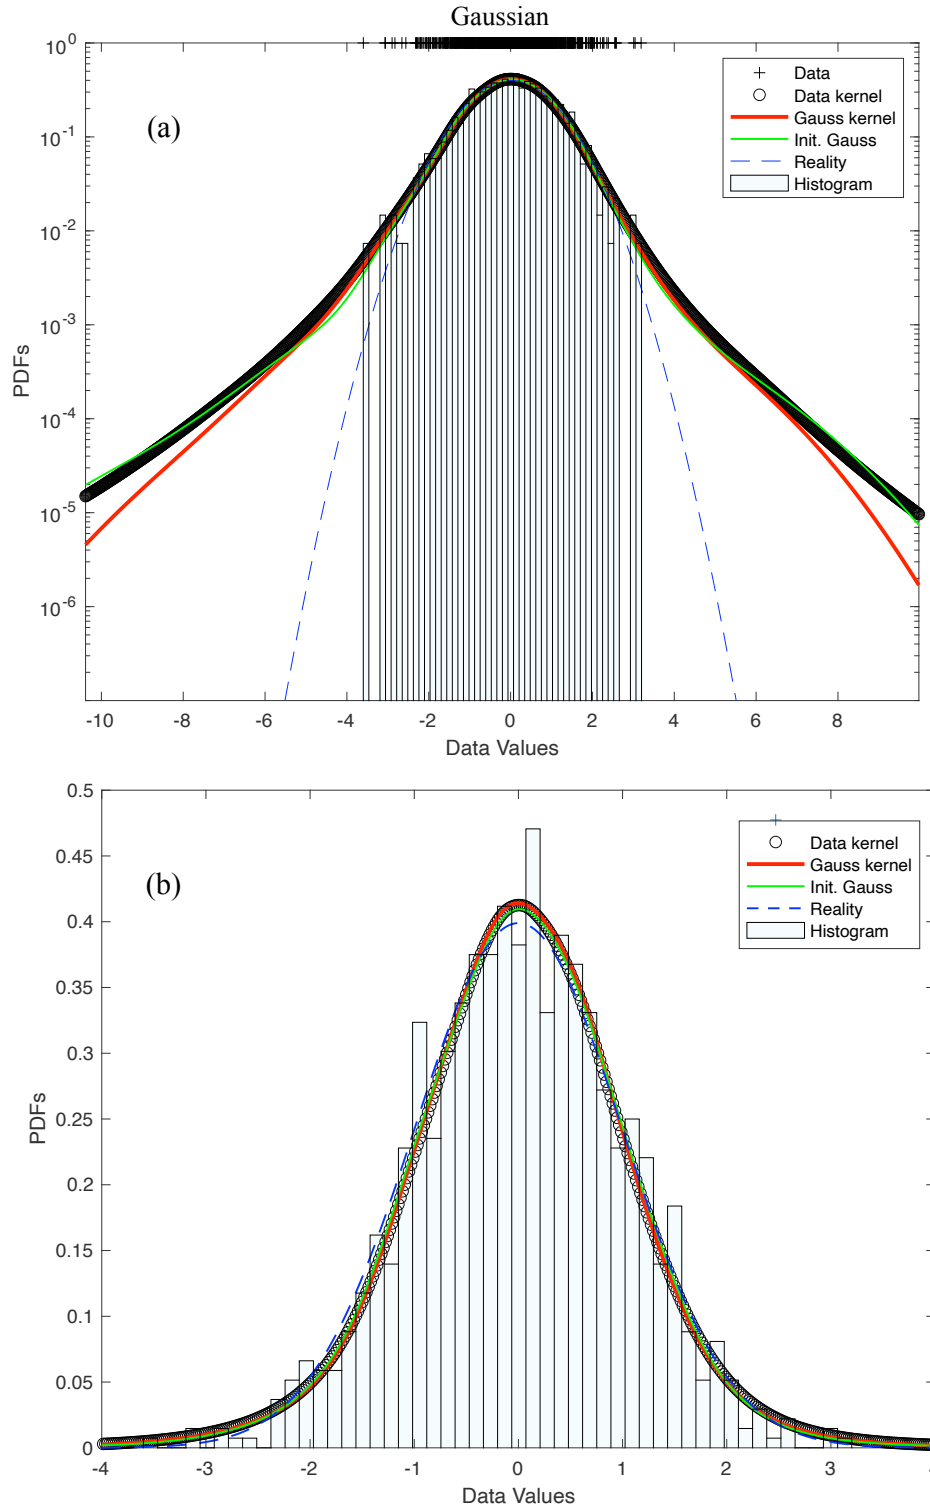 Gaussian
(a)
10^0
10^-1
10^-2
10^-3
10^-4
10^-5
10^-6
PDFs
Data
Data kernel
Gauss kernel
Init. Gauss
Reality
Histogram
-10 -8 -6 -4 -2 0 2 4 6 8
Data Values
(b)
0.5
0.45
0.4
0.35
0.3
0.25
0.2
0.15
0.1
0.05
0
PDFs
Data kernel
Gauss kernel
Init. Gauss
Reality
Histogram
-4 -3 -2 -1 0 1 2 3
Data Values